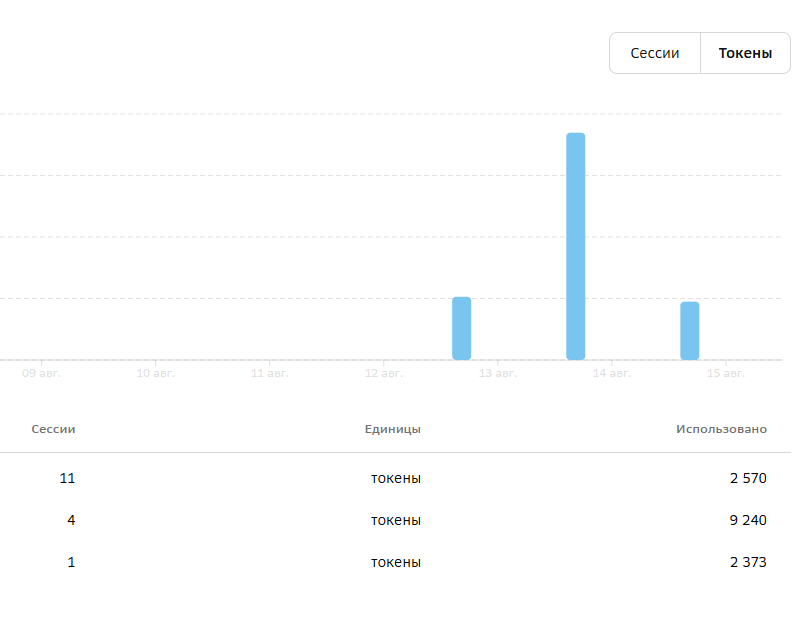 Сессии Токены
09 авг. 10 авг. 11 авг. 12 авг. 13 авг. 14 авг. 15 авг.
Сессии Единицы Использовано
11 токены 2 570
4 токены 9 240
1 токены 2 373